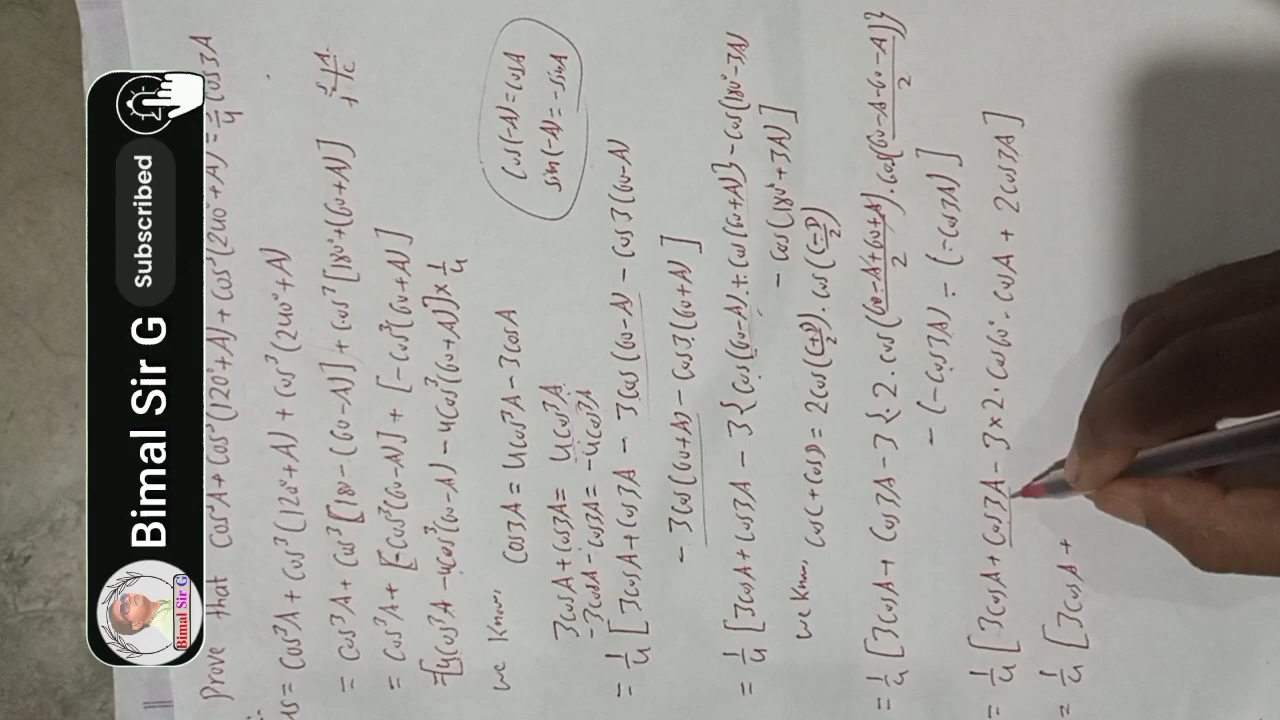 Prove that cos³A + cos³(120°+A) + cos³(240°+A) = 3/4 cos3A
= cos³A + cos³(120°+A) + cos³(240°+A)
= cos³A + cos³[180-(60-A)] + cos³[180°+(60+A)]
= cos³A + [-cos³(60-A)] + [-cos³(60+A)]
=[4cos³A - 4cos³(60-A) - 4cos³(60+A)] × 1/4
cos(-A) = cosA
sin(-A) = -sinA
we know, cos3A = 4cos³A - 3cosA
3cosA + cos3A = 4cos³A
-3cosA - cos3A = -4cos³A
= 1/4 [3cosA + cos3A - 3cos(60-A) - cos3(60-A)
- 3cos(60+A) - cos3(60+A)]
= 1/4 [3cosA + cos3A - 3{cos(60-A) + cos(60+A)} - cos(180°-3A)
- cos(180°+3A)]
we know, cosC + cosD = 2cos((C+D)/2).cos((C-D)/2)
= 1/4 [3cosA + cos3A - 3{2.cos((60-A+60+A)/2).cos((60-A-60-A)/2)}
- (-cos3A) - (-cos3A)]
= 1/4 [3cosA + cos3A - 3×2.cos60°.cosA + 2cos3A]
= 1/4 [3cosA +
Bimal Sir G
subscribed
Bimal Sir G